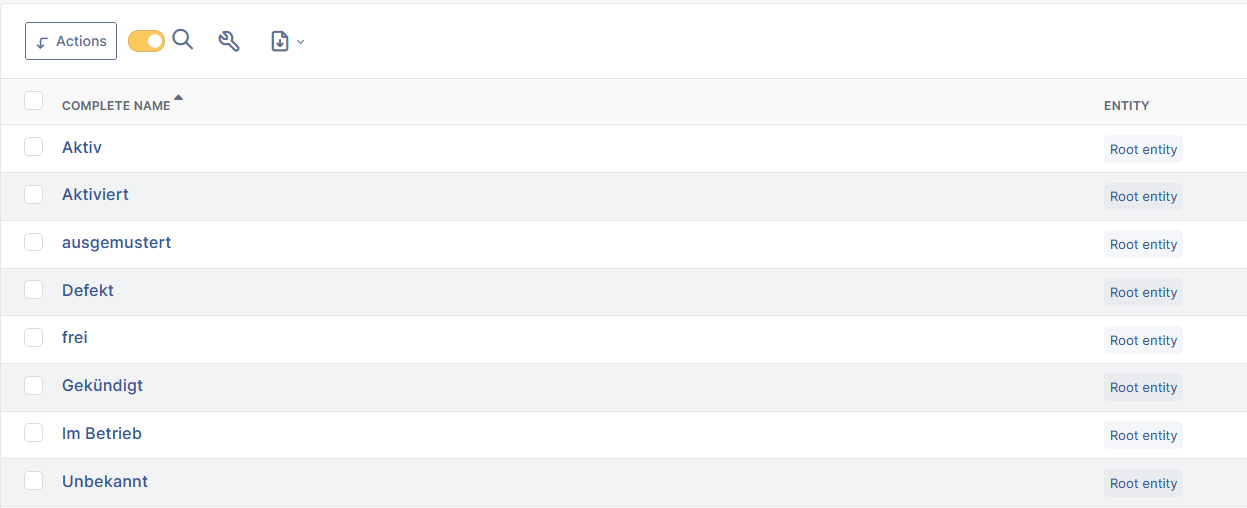 Actions
COMPLETE NAME ENTITY
Aktiv Root entity
Aktiviert Root entity
ausgemustert Root entity
Defekt Root entity
frei Root entity
Gekündigt Root entity
Im Betrieb Root entity
Unbekannt Root entity